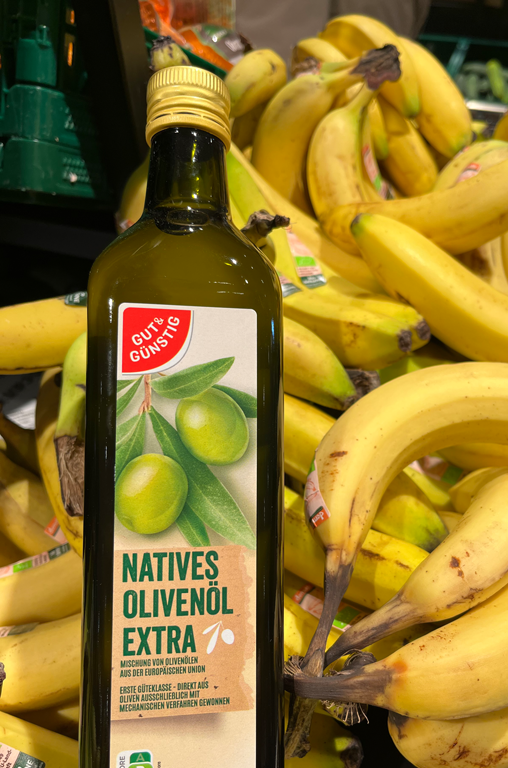 GUT&
GÜNSTIG
NATIVES
OLIVENÖL
EXTRA
MISCHUNG VON OLIVENÖLEN
AUS DER EUROPÄISCHEN UNION
ERSTE GÜTEKLASSE – DIREKT AUS
OLIVEN AUSSCHLIESSLICH MIT
MECHANISCHEN VERFAHREN GEWONNEN
A